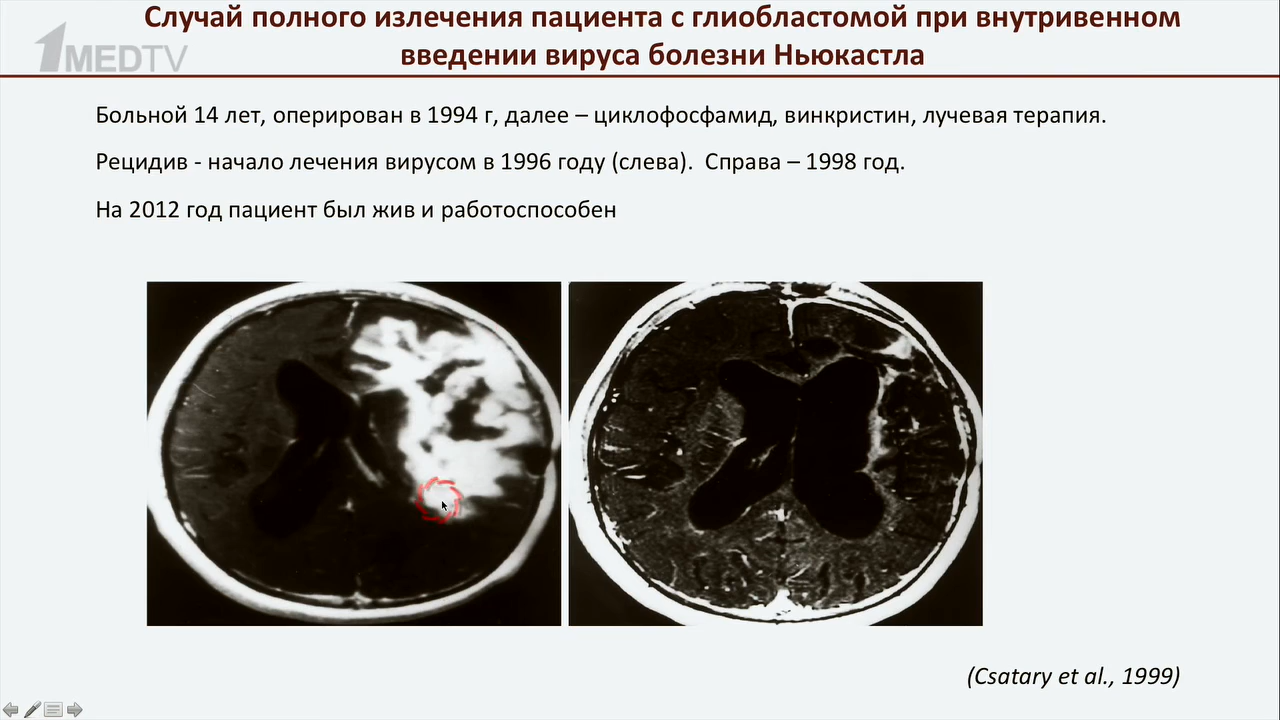 Случай полного излечения пациента с глиобластомой при внутривенном
введении вируса болезни Ньюкастла
1MEDTV
Больной 14 лет, оперирован в 1994 г, далее – циклофосфамид, винкристин, лучевая терапия.
Рецидив - начало лечения вирусом в 1996 году (слева).  Справа – 1998 год.
На 2012 год пациент был жив и работоспособен
(Csatary et al., 1999)